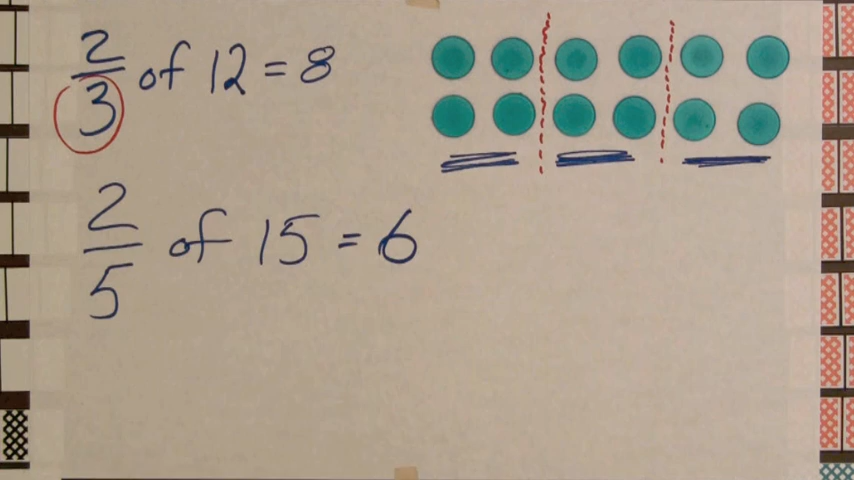 2/3 of 12 = 8
2/5 of 15 = 6